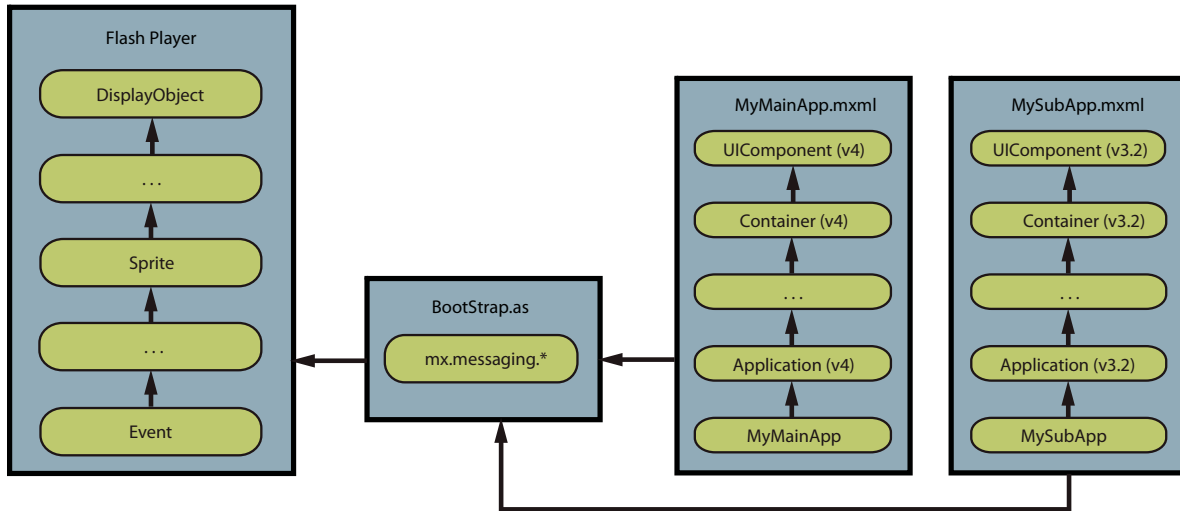 Flash Player
DisplayObject
...
Sprite
...
Event
BootStrap.as
mx.messaging.*
MyMainApp.mxml
UIComponent (v4)
Container (v4)
...
Application (v4)
MyMainApp
MySubApp.mxml
UIComponent (v3.2)
Container (v3.2)
...
Application (v3.2)
MySubApp